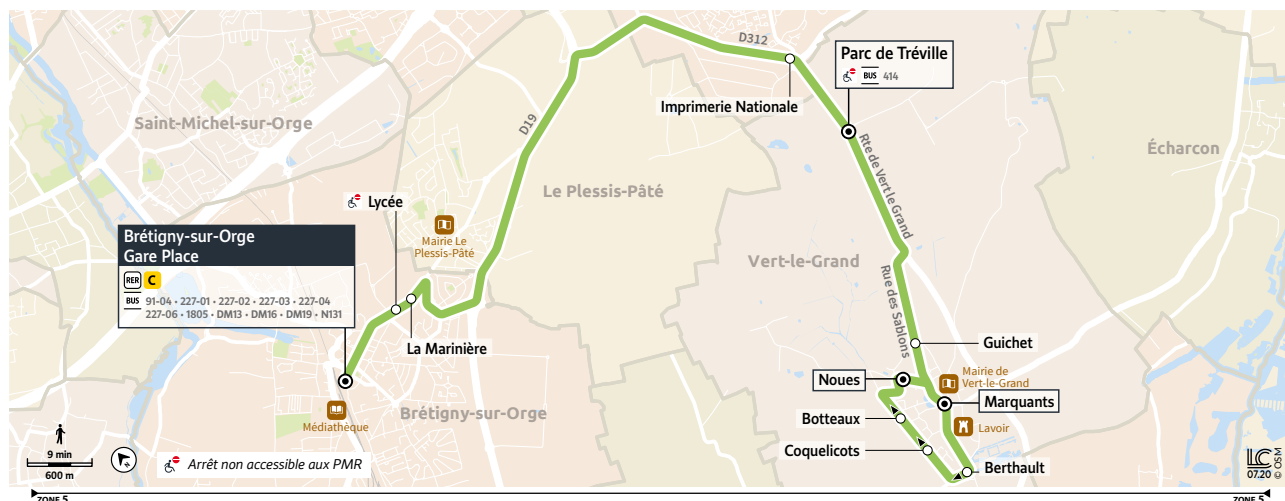 D312
Parc de Tréville
BUS 414
Imprimerie Nationale
Saint-Michel-sur-Orge
D19
Rte de Vert le Grand
Écharcon
Le Plessis-Pâté
Lycée
Mairie Le
Plessis-Pâté
Brétigny-sur-Orge
Gare Place
RER C
BUS 91-04 • 227-01 • 227-02 • 227-03 • 227-04
227-06 • 1805 • DM13 • DM16 • DM19 • N131
Vert-le-Grand
Rue des Sablons
La Marinière
Guichet
Noues
Mairie de
Vert-le-Grand
Marquants
Médiathèque
Brétigny-sur-Orge
Botteaux
Lavoir
Coquelicots
Berthault
9 min
600 m
Arrêt non accessible aux PMR
LC
07.20
© OSM
ZONE 5
ZONE 5